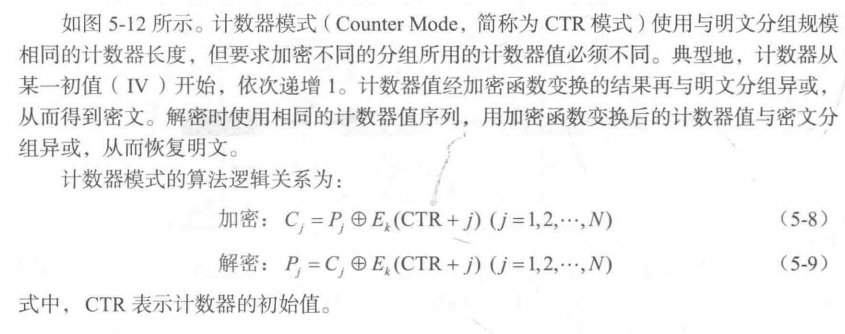 如图 5-12 所示。计数器模式（Counter Mode，简称为 CTR 模式）使用与明文分组规模
相同的计数器长度，但要求加密不同的分组所用的计数器值必须不同。典型地，计数器从
某一初值（IV）开始，依次递增 1。计数器值经加密函数变换的结果再与明文分组异或，
从而得到密文。解密时使用相同的计数器值序列，用加密函数变换后的计数器值与密文分
组异或，从而恢复明文。
计数器模式的算法逻辑关系为：
加密：C_j = P_j ⊕ E_k(CTR + j) (j = 1,2,⋯,N) （5-8）
解密：P_j = C_j ⊕ E_k(CTR + j) (j = 1,2,⋯,N) （5-9）
式中，CTR 表示计数器的初始值。